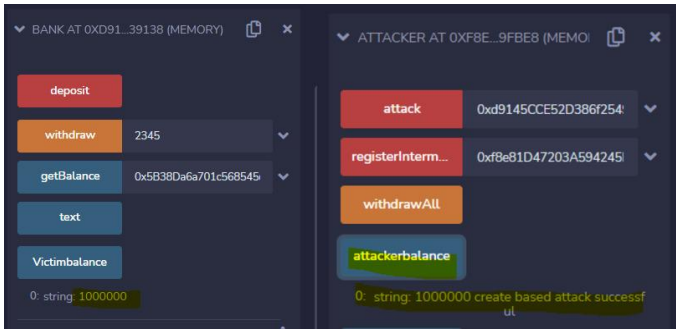 BANK AT 0XD91...39138 (MEMORY)
deposit
withdraw 2345
getBalance 0x5B38Da6a701c568545
text
Victimbalance
0: string: 1000000
ATTACKER AT 0XF8E...9FBE8 (MEMO
attack 0xd9145CCE52D386f254
registerInterm... 0xf8e81D47203A594245
withdrawAll
attackerbalance
0: string: 1000000 create based attack successf
ul